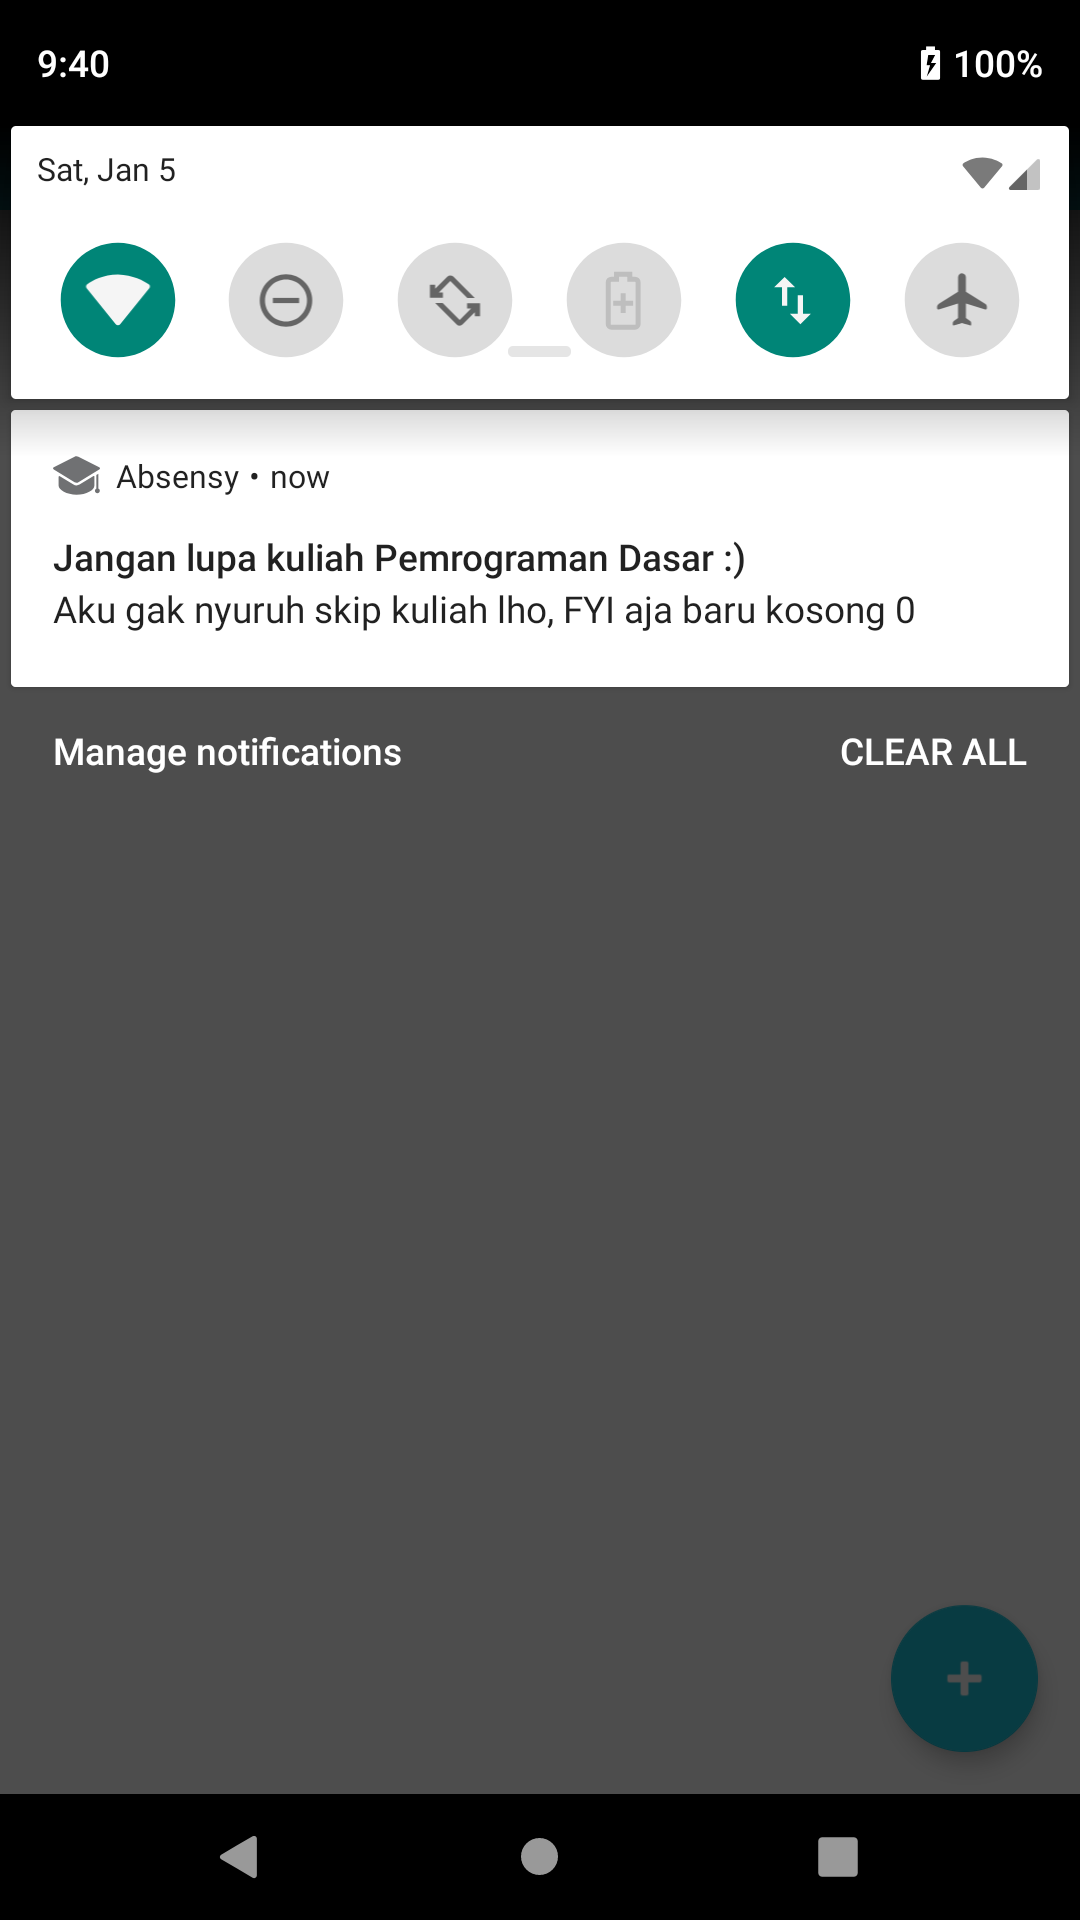 9:40
100%
Sat, Jan 5
Absensy • now
Jangan lupa kuliah Pemrograman Dasar :)
Aku gak nyuruh skip kuliah lho, FYI aja baru kosong 0
Manage notifications
CLEAR ALL